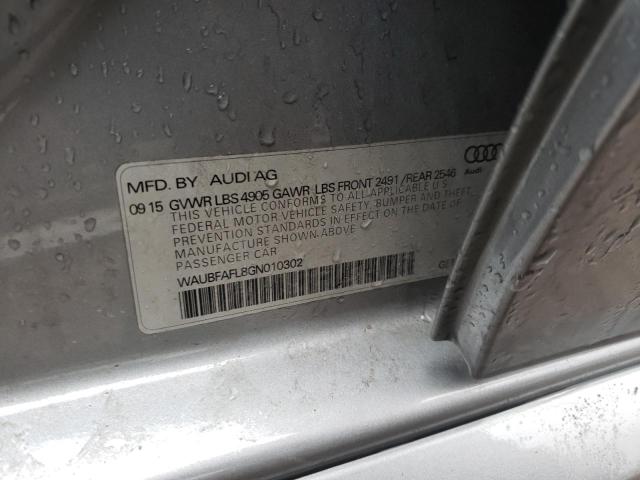 MFD. BY AUDI AG
09 15 GVWR LBS 4905 GAWR LBS FRONT 2491 / REAR 2546
THIS VEHICLE CONFORMS TO ALL APPLICABLE U.S.
FEDERAL MOTOR VEHICLE SAFETY, BUMPER AND THEFT
PREVENTION STANDARDS IN EFFECT ON THE DATE OF
MANUFACTURE SHOWN ABOVE.
PASSENGER CAR
WAUBFAFL8GN010302
Audi